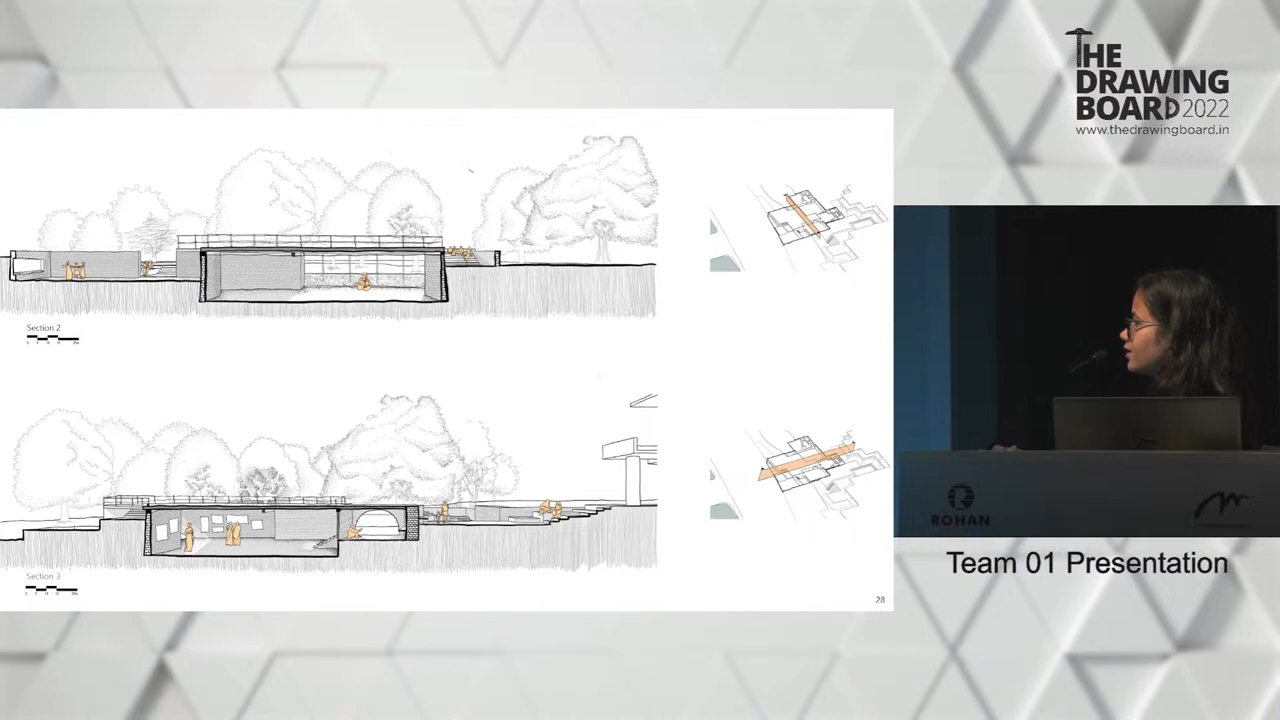 THE
DRAWING
BOARD 2022
www.thedrawingboard.in
Section 2
Section 3
28
ROHAN
Team 01 Presentation